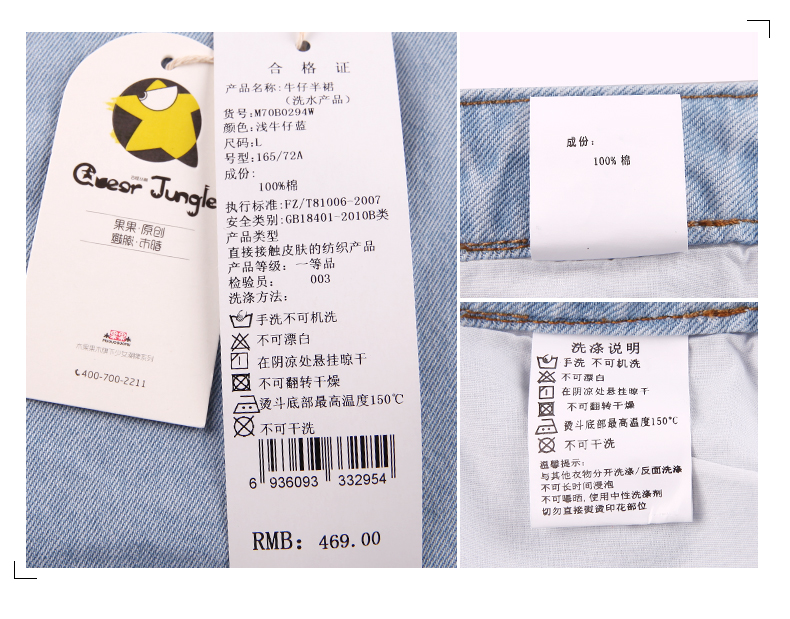 Queor Jungle
果果·原创
400-700-2211
合格证
产品名称:牛仔半裙
（洗水产品）
货号:M70B0294W
颜色:浅牛仔蓝
尺码:L
号型:165/72A
成份:
100%棉
执行标准:FZ/T81006-2007
安全类别:GB18401-2010B类
产品类型
直接接触皮肤的纺织产品
产品等级: 一等品
检验员: 003
洗涤方法:
手洗不可机洗
不可漂白
在阴凉处悬挂晾干
不可翻转干燥
熨斗底部最高温度150℃
不可干洗
6 936093 332954
RMB: 469.00
成份:
100%棉
洗涤说明
手洗 不可机洗
不可漂白
在阴凉处悬挂晾干
不可翻转干燥
熨斗底部最高温度150℃
不可干洗
温馨提示:
与其他衣物分开洗涤/反面洗涤
不可长时间浸泡
不可曝晒,使用中性洗涤剂
切勿直接熨烫印花部位